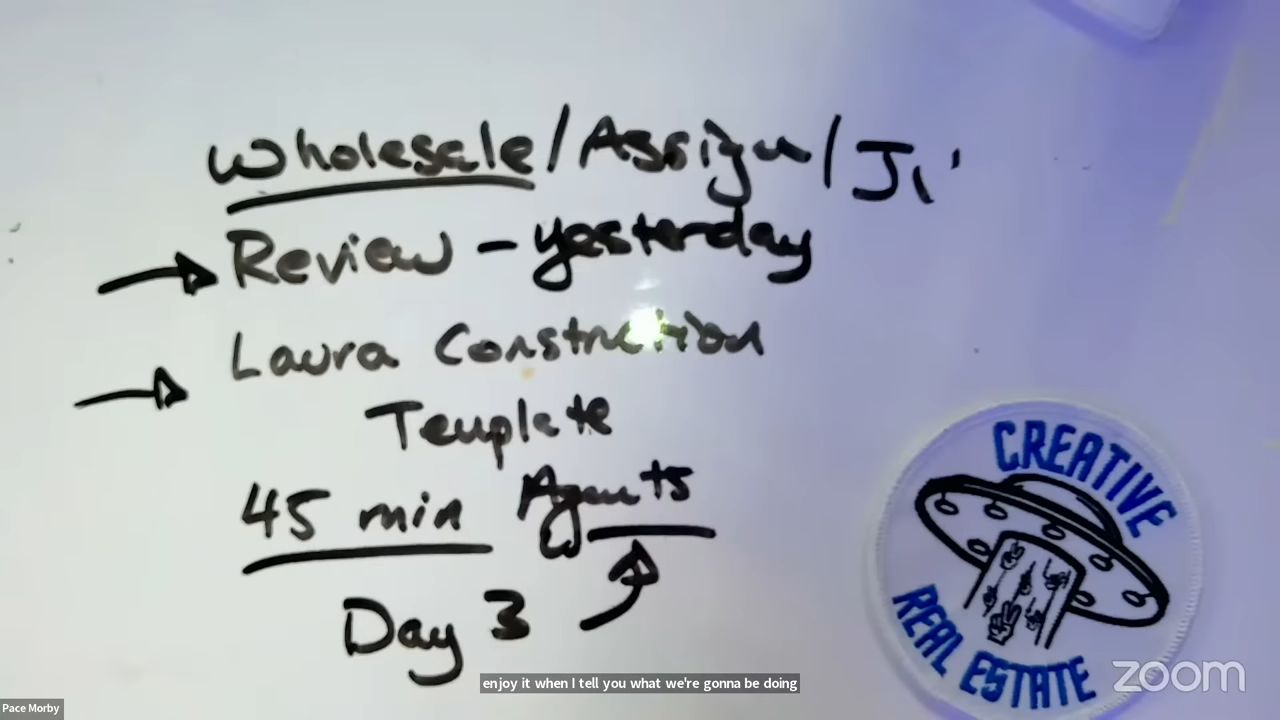 Wholesale/Assign/
Review - yesterday
Laura Construction
Template
45 min Agents
Day 3
CREATIVE
REAL ESTATE
enjoy it when I tell you what we're gonna be doing
Pace Morby
zoom